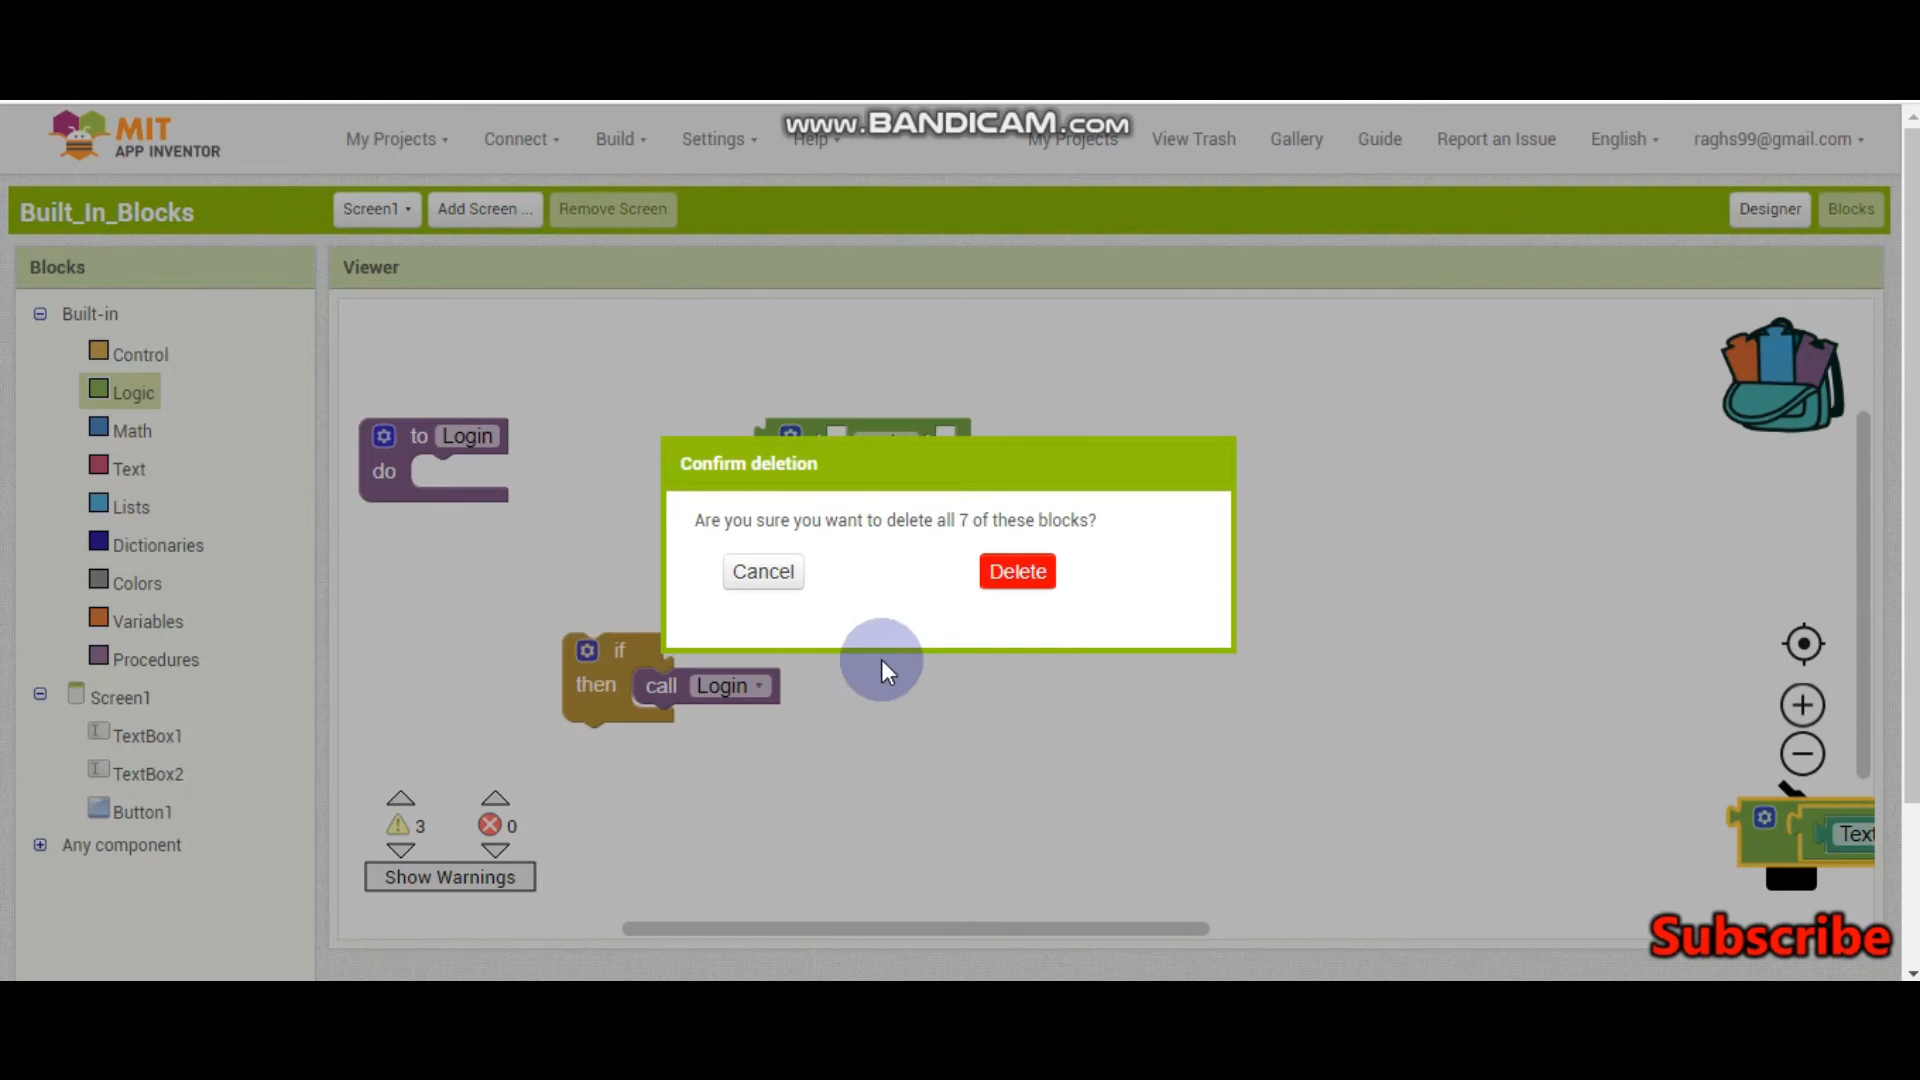 www.BANDICAM.com
MIT
APP INVENTOR
My Projects
Connect
Build
Settings
Help
My Projects
View Trash
Gallery
Guide
Report an Issue
English
raghs99@gmail.com
Built_In_Blocks
Screen1
Add Screen ...
Remove Screen
Designer
Blocks
Blocks
Viewer
Built-in
Control
Logic
Math
Text
Lists
Dictionaries
Colors
Variables
Procedures
Screen1
TextBox1
TextBox2
Button1
Any component
to Login
do
Confirm deletion
Are you sure you want to delete all 7 of these blocks?
Cancel
Delete
if
then call Login
3
0
Show Warnings
Text
Subscribe